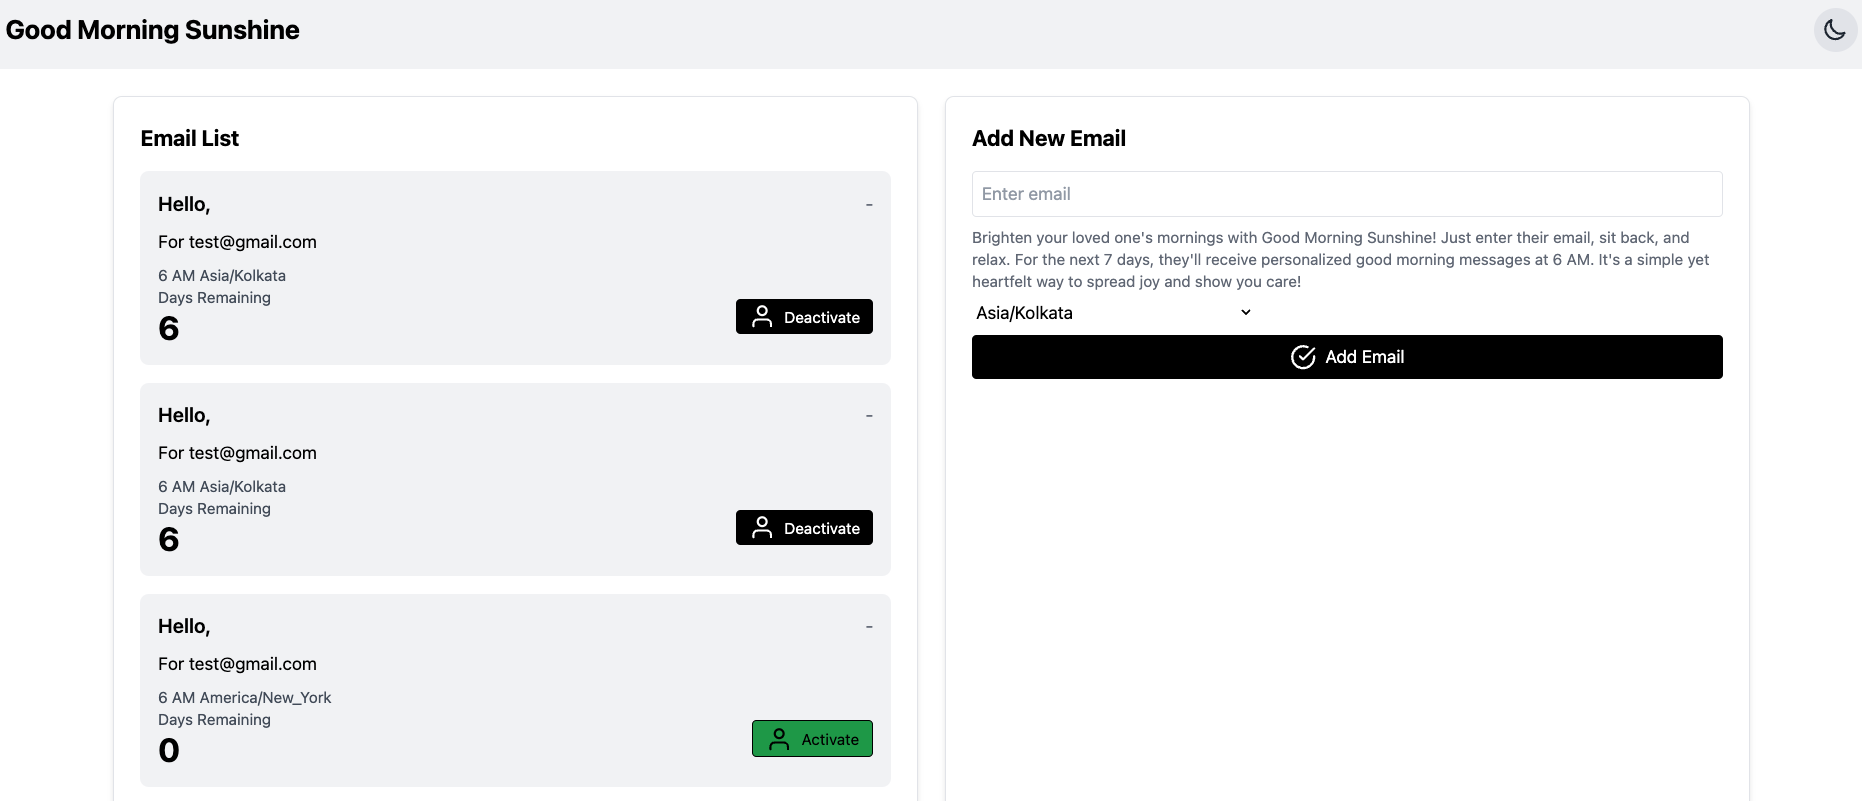 Good Morning Sunshine
Email List
Hello,
-
For test@gmail.com
6 AM Asia/Kolkata
Days Remaining
6
Deactivate
Hello,
-
For test@gmail.com
6 AM Asia/Kolkata
Days Remaining
6
Deactivate
Hello,
-
For test@gmail.com
6 AM America/New_York
Days Remaining
0
Activate
Add New Email
Enter email
Brighten your loved one's mornings with Good Morning Sunshine! Just enter their email, sit back, and
relax. For the next 7 days, they'll receive personalized good morning messages at 6 AM. It's a simple yet
heartfelt way to spread joy and show you care!
Asia/Kolkata
Add Email